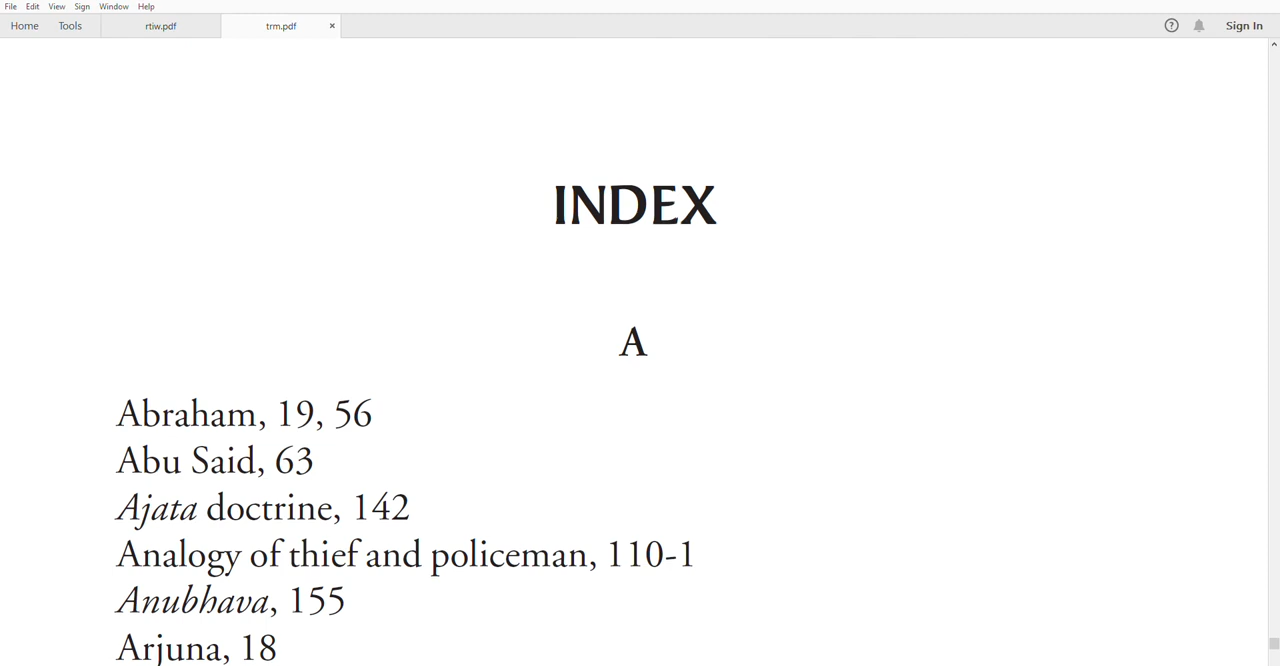 File Edit View Sign Window Help
Home Tools rtiw.pdf trm.pdf × ? Sign In
INDEX
A
Abraham, 19, 56
Abu Said, 63
Ajata doctrine, 142
Analogy of thief and policeman, 110-1
Anubhava, 155
Arjuna, 18